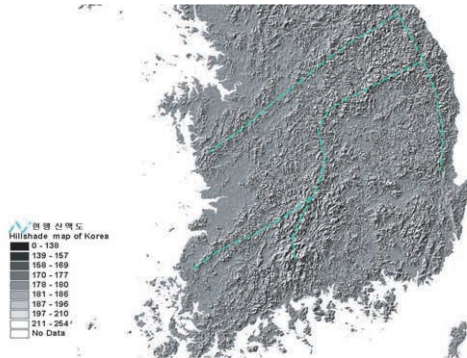 현행산맥도
Hillshade map of Korea
0 - 138
139 - 157
158 - 169
170 - 177
178 - 180
181 - 186
187 - 196
197 - 210
211 - 254
No Data